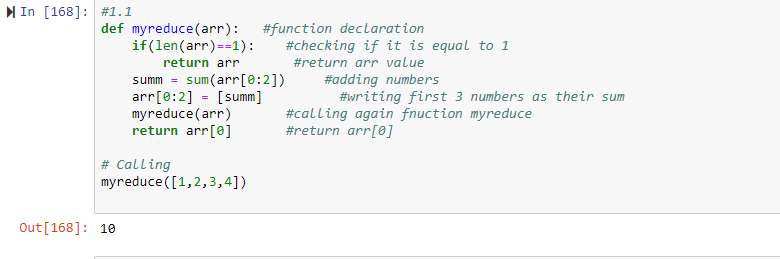 In [168]: #1.1
def myreduce(arr):   #function declaration
    if(len(arr)==1):    #checking if it is equal to 1
        return arr       #return arr value
    summ = sum(arr[0:2])     #adding numbers
    arr[0:2] = [summ]          #writing first 3 numbers as their sum
    myreduce(arr)       #calling again fnuction myreduce
    return arr[0]       #return arr[0]
# Calling
myreduce([1,2,3,4])
Out[168]: 10